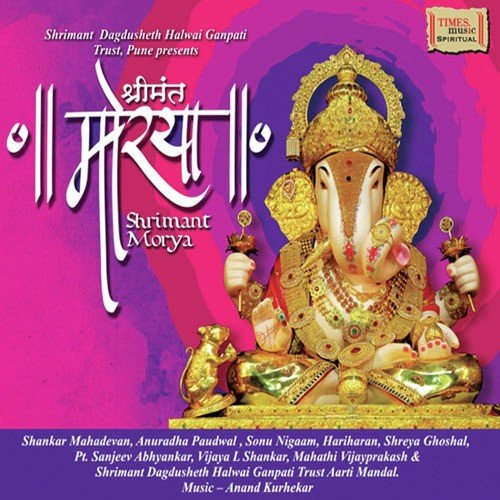 Shrimant Dagdusheth Halwai Ganpati
Trust, Pune presents
TIMES
music
SPIRITUAL
श्रीमंत
॥ मोरया ॥
Shrimant
Morya
Shankar Mahadevan, Anuradha Paudwal , Sonu Nigaam, Hariharan, Shreya Ghoshal,
Pt. Sanjeev Abhyankar, Vijaya L Shankar, Mahathi Vijayprakash &
Shrimant Dagdusheth Halwai Ganpati Trust Aarti Mandal.
Music – Anand Kurhekar